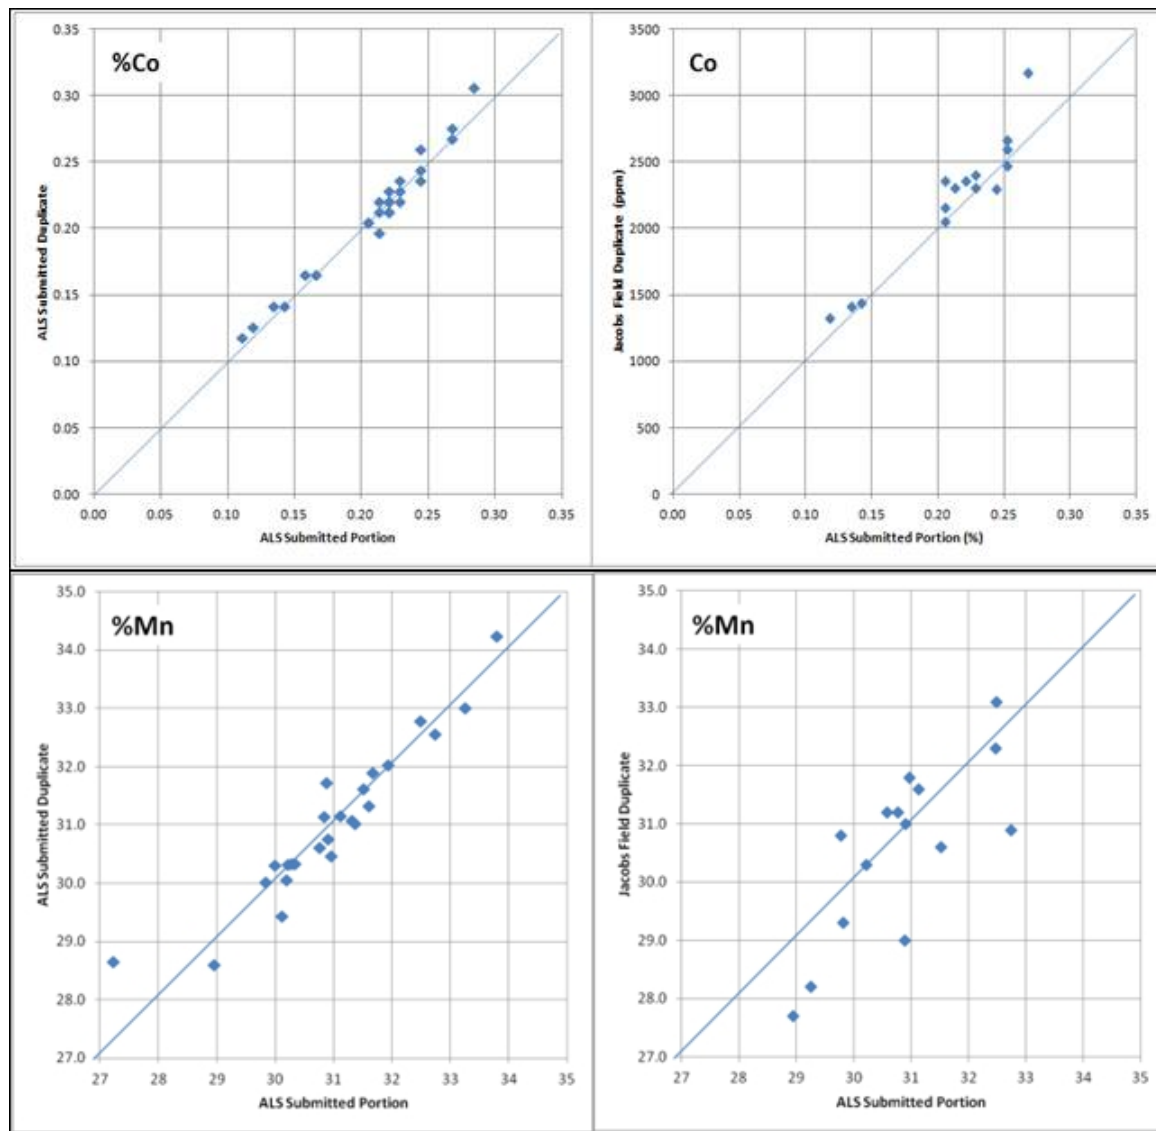 %Co
0.35
0.30
0.25
0.20
0.15
0.10
0.05
0.00
ALS Submitted Duplicate
0.00 0.05 0.10 0.15 0.20 0.25 0.30 0.35
ALS Submitted Portion
Co
3500
3000
2500
2000
1500
1000
500
0
Jacobs Field Duplicate (ppm)
0.00 0.05 0.10 0.15 0.20 0.25 0.30 0.35
ALS Submitted Portion (%)
%Mn
35.0
34.0
33.0
32.0
31.0
30.0
29.0
28.0
27.0
ALS Submitted Duplicate
27 28 29 30 31 32 33 34 35
ALS Submitted Portion
%Mn
35.0
34.0
33.0
32.0
31.0
30.0
29.0
28.0
27.0
Jacobs Field Duplicate
27 28 29 30 31 32 33 34 35
ALS Submitted Portion